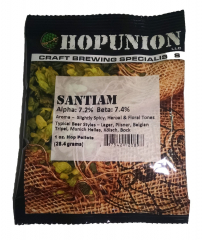 HOPUNION
LLC
CRAFT BREWING SPECIALIS S
SANTIAM
Alpha: 7.2% Beta: 7.4%
Aroma – Slightly Spicy, Herbal & Floral Tones
Typical Beer Styles – Lager, Pilsner, Belgian
Tripel, Munich Helles, Kölsch, Bock
1 oz. Hop Pellets
(28.4 grams)